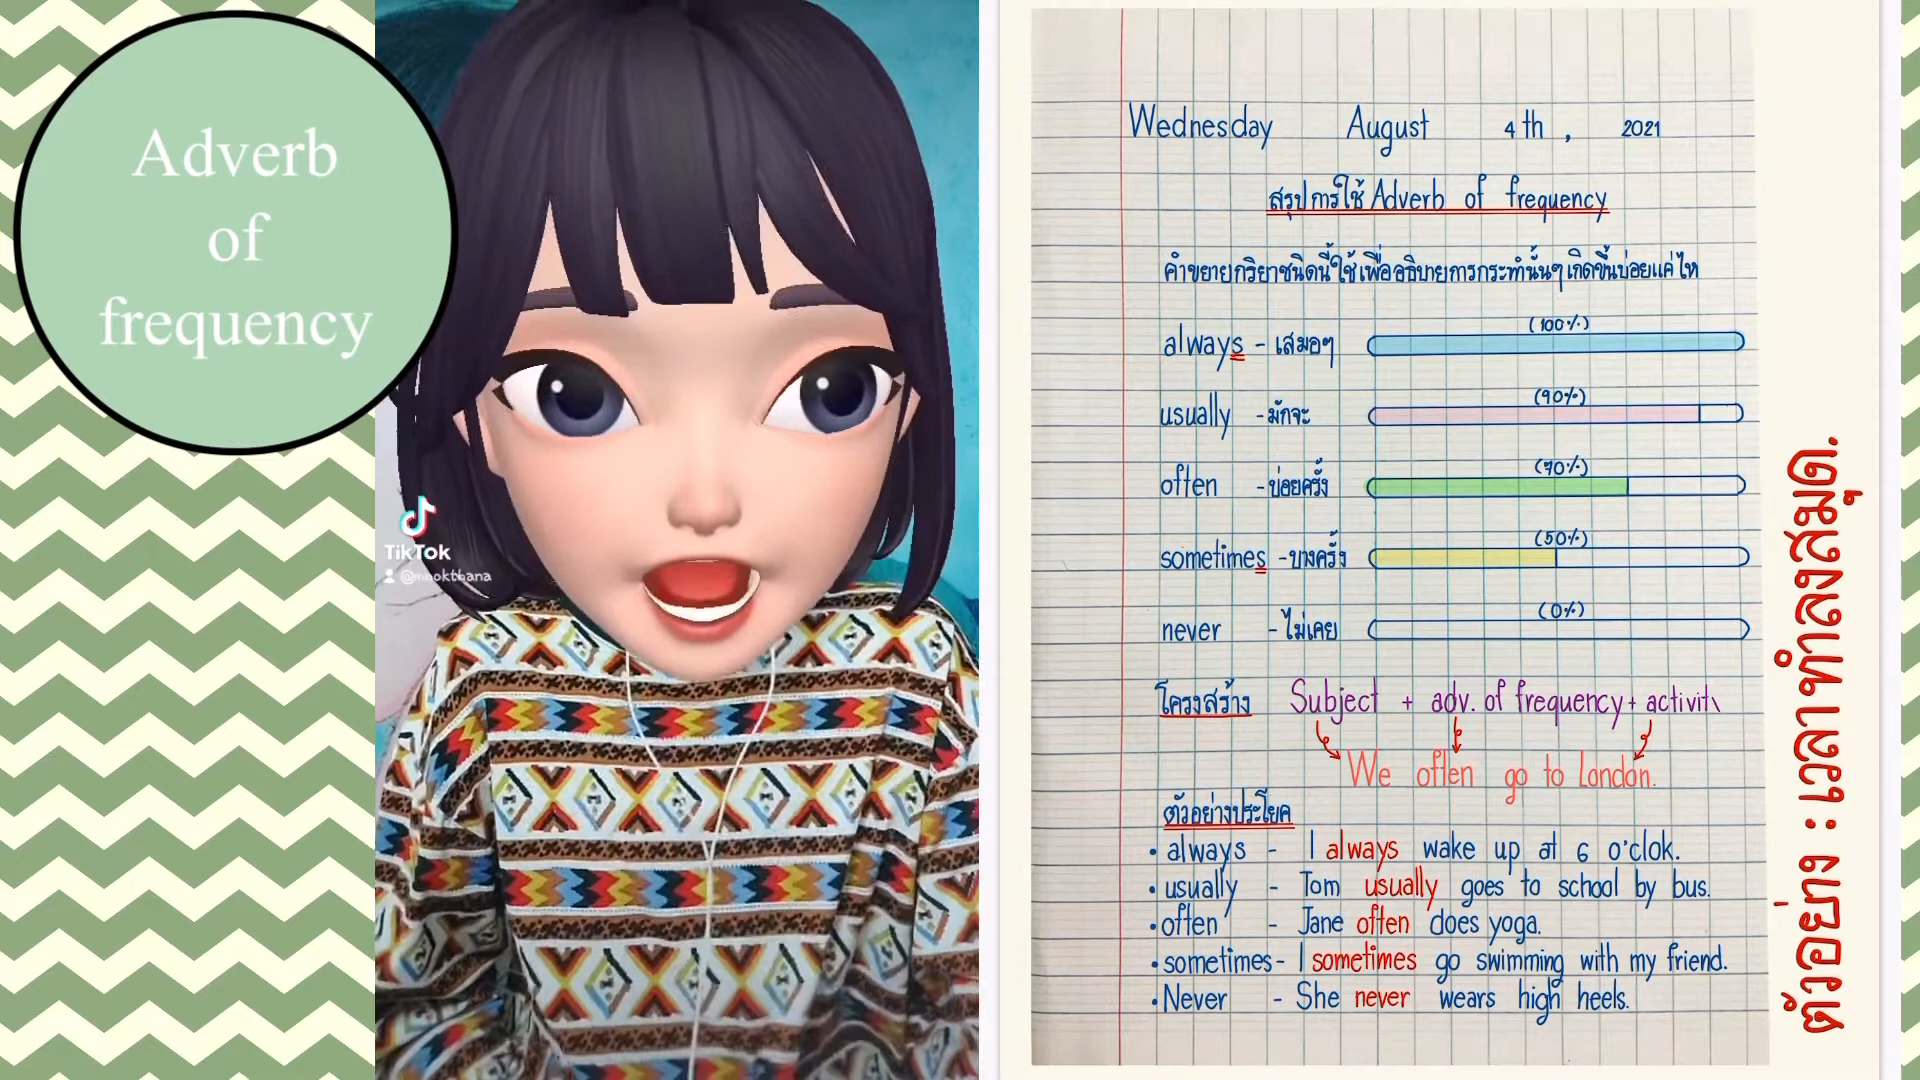 Adverb
of
frequency
TikTok
Wednesday August 4th, 2021
สรุปการใช้ Adverb of frequency
คำขยายกริยาชนิดนี้ใช้เพื่ออธิบายการกระทำนั้นๆเกิดขึ้นบ่อยแค่ไห
(100%)
always - เสมอๆ
(90%)
usually - มักจะ
(70%)
often - บ่อยครั้ง
(50%)
sometimes - บางครั้ง
(0%)
never - ไม่เคย
โครงสร้าง Subject + adv. of frequency +
We often go to London.
ตัวอย่างประโยค
• always - I always wake up at 6 o'clok.
• usually - Tom usually goes to school by bus.
• often - Jane often does yoga.
• sometimes - I sometimes go swimming with my friend.
• Never - She never wears high heels.
ตัวอย่าง : เวลาทำลงสมุด.